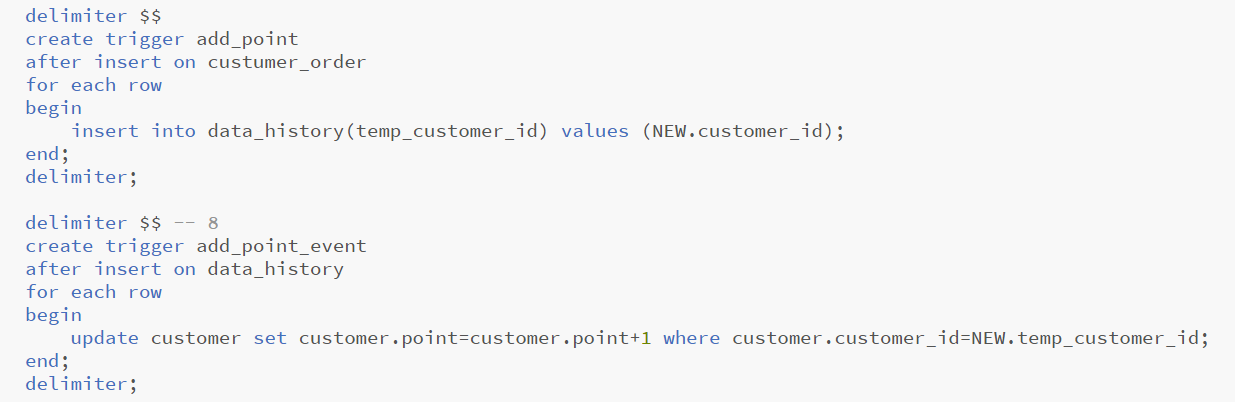 delimiter $$
create trigger add_point
after insert on custumer_order
for each row
begin
    insert into data_history(temp_customer_id) values (NEW.customer_id);
end;
delimiter;

delimiter $$ -- 8
create trigger add_point_event
after insert on data_history
for each row
begin
    update customer set customer.point=customer.point+1 where customer.customer_id=NEW.temp_customer_id;
end;
delimiter;